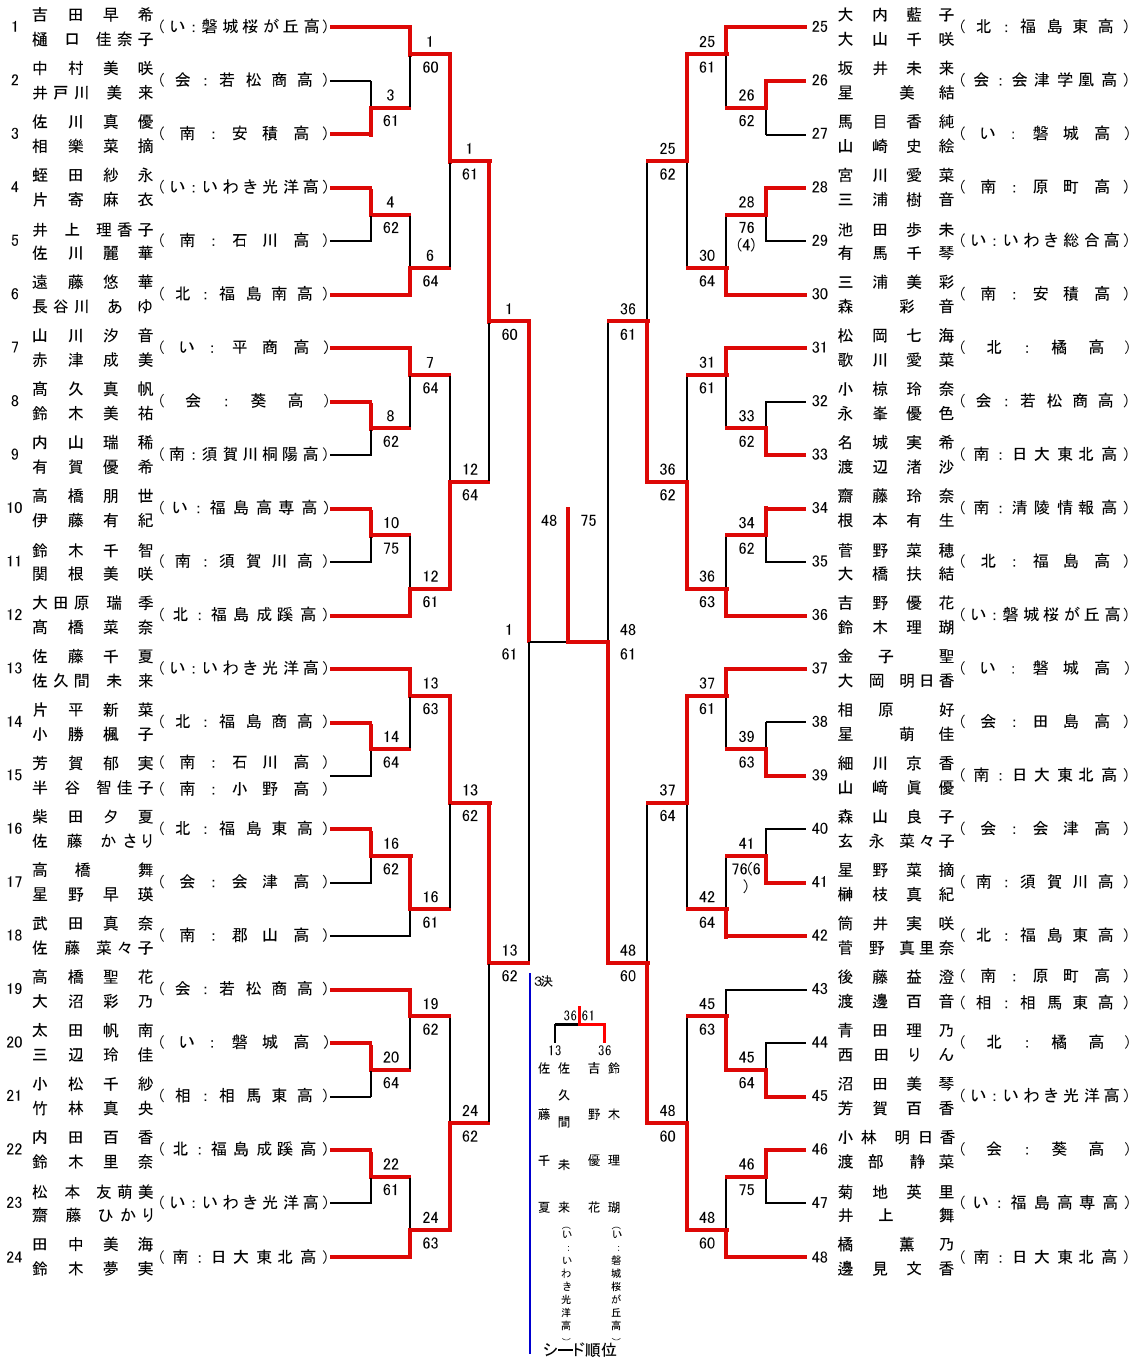 1 吉田早希 (い:磐城桜が丘高)
樋口佳奈子
2 中村美咲 (会:若松商高)
井戸川美来
3 佐川真優 (南:安積高)
相樂菜摘
4 蛭田紗永 (い:いわき光洋高)
片寄麻衣
5 井上理香子 (南:石川高)
佐川麗華
6 遠藤悠華 (北:福島南高)
長谷川あゆ
7 山川汐音 (い:平商高)
赤津成美
8 髙久真帆 (会:葵高)
鈴木美祐
9 内山瑞稀 (南:須賀川桐陽高)
有賀優希
10 高橋朋世 (い:福島高専高)
伊藤有紀
11 鈴木千智 (南:須賀川高)
関根美咲
12 大田原瑞季 (北:福島成蹊高)
髙橋菜奈
13 佐藤千夏 (い:いわき光洋高)
佐久間未来
14 片平新菜 (北:福島商高)
小勝楓子
15 芳賀郁実 (南:石川高)
半谷智佳子 (南:小野高)
16 柴田夕夏 (北:福島東高)
佐藤かさり
17 高橋舞 (会:会津高)
星野早瑛
18 武田真奈 (南:郡山高)
佐藤菜々子
19 高橋聖花 (会:若松商高)
大沼彩乃
20 太田帆南 (い:磐城高)
三辺玲佳
21 小松千紗 (相:相馬東高)
竹林真央
22 内田百香 (北:福島成蹊高)
鈴木里奈
23 松本友萌美 (い:いわき光洋高)
齋藤ひかり
24 田中美海 (南:日大東北高)
鈴木夢実
1
60
3
61
4
62
6
64
1
61
7
64
8
62
10
75
12
61
12
64
1
60
13
63
14
64
16
62
16
61
13
62
19
62
20
64
22
61
24
63
24
62
13
62
1
61
48 75
48
61
25
61
26
62
28
76
(4)
30
64
25
62
31
61
33
62
34
62
36
63
36
62
36
61
37
61
39
63
41
76(6
)
42
64
37
64
45
63
45
64
46
75
48
60
48
60
48
60
25 大内藍子 (北:福島東高)
大山千咲
26 坂井未来 (会:会津学鳳高)
星美結
27 馬目香純 (い:磐城高)
山崎史絵
28 宮川愛菜 (南:原町高)
三浦樹音
29 池田歩未 (い:いわき総合高)
有馬千琴
30 三浦美彩 (南:安積高)
森彩音
31 松岡七海 (北:橘高)
歌川愛菜
32 小椋玲奈 (会:若松商高)
永峯優色
33 名城実希 (南:日大東北高)
渡辺渚沙
34 齋藤玲奈 (南:清陵情報高)
根本有生
35 菅野菜穂 (北:福島高)
大橋扶結
36 吉野優花 (い:磐城桜が丘高)
鈴木理瑚
37 金子聖 (い:磐城高)
大岡明日香
38 相原好 (会:田島高)
星萌佳
39 細川京香 (南:日大東北高)
山﨑眞優
40 森山良子 (会:会津高)
玄永菜々子
41 星野菜摘 (南:須賀川高)
榊枝真紀
42 筒井実咲 (北:福島東高)
菅野真里奈
43 後藤益澄 (南:原町高)
渡邊百音 (相:相馬東高)
44 青田理乃 (北:橘高)
西田りん
45 沼田美琴 (い:いわき光洋高)
芳賀百香
46 小林明日香 (会:葵高)
渡部静菜
47 菊地英里 (い:福島高専高)
井上舞
48 橘薫乃 (南:日大東北高)
邊見文香
3決
36 61
13 36
佐藤千夏
佐久間未来
(い:いわき光洋高)
吉野優花
鈴木理瑚
(い:磐城桜が丘高)
シード順位